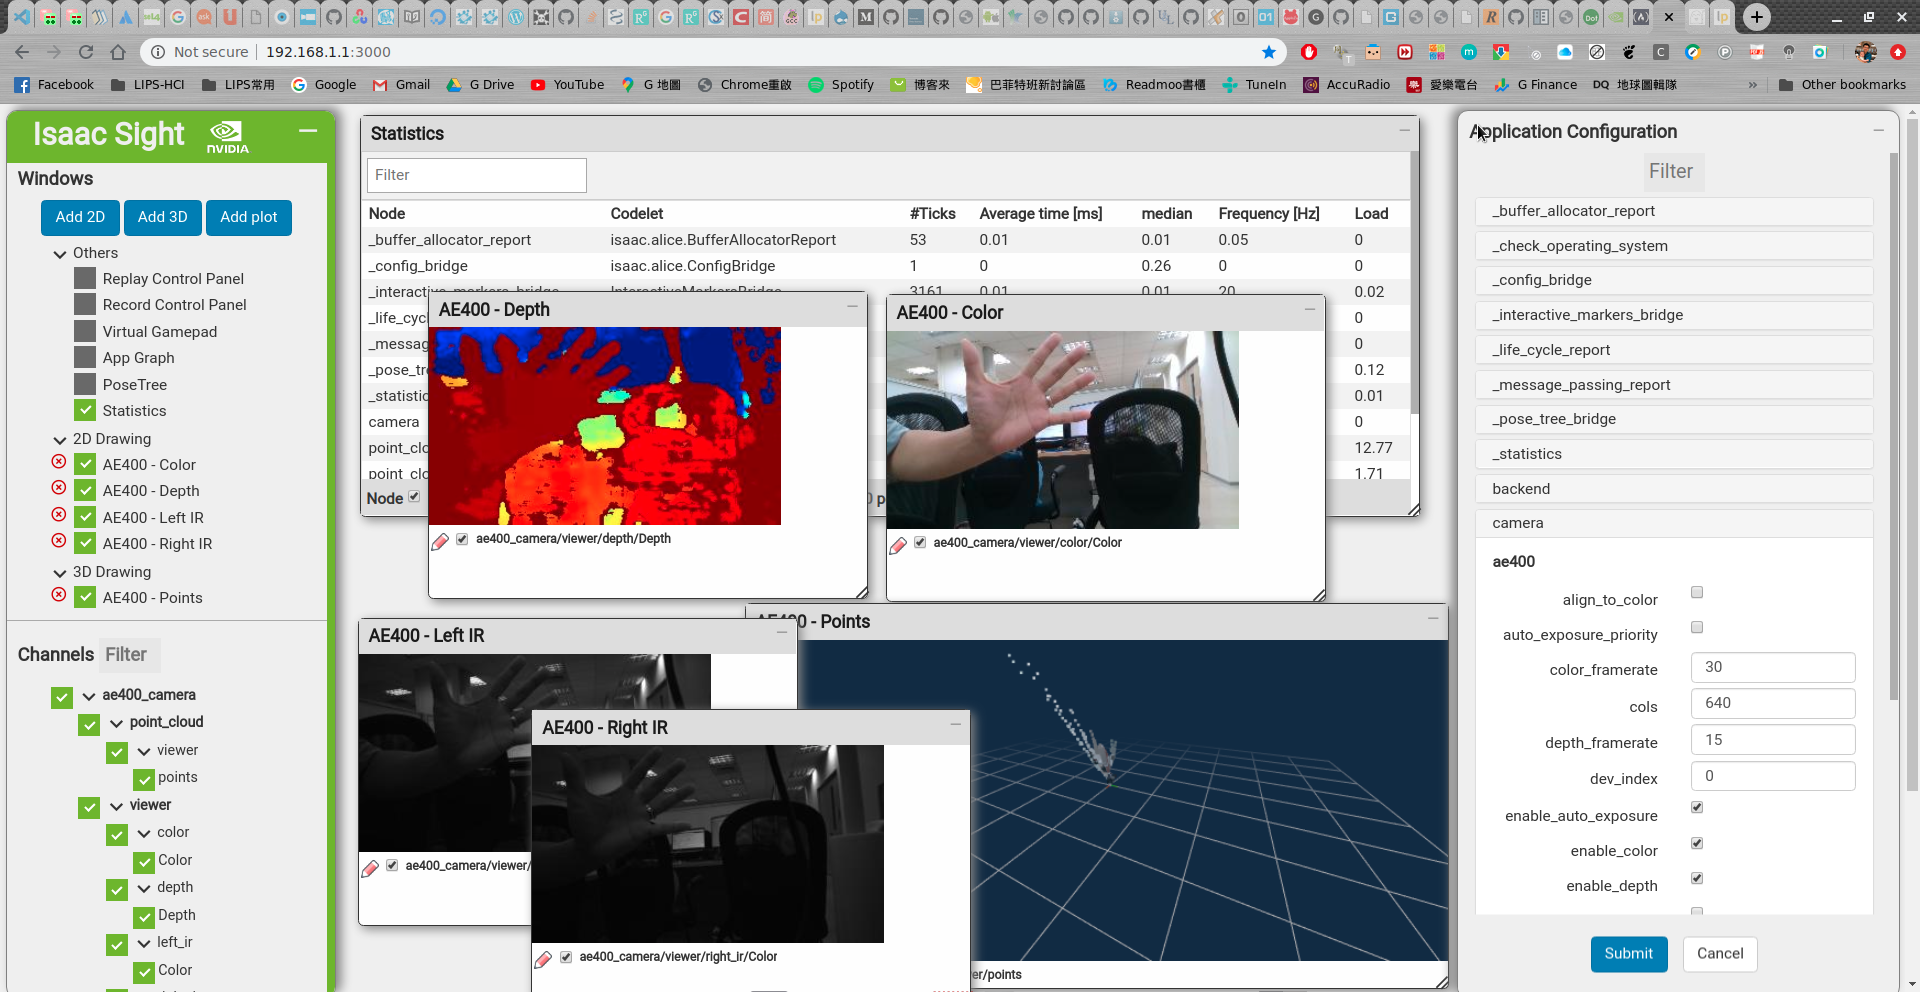 Not secure | 192.168.1.1:3000
Facebook LIPS-HCI LIPS常用 Google Gmail G Drive YouTube G 地圖 Chrome重啟 Spotify 博客來 巴菲特班新討論區 Readmoo書櫃 TuneIn AccuRadio 愛樂電台 G Finance DQ 地球圖輯隊 » Other bookmarks
Isaac Sight
NVIDIA
Windows
Add 2D Add 3D Add plot
Others
Replay Control Panel
Record Control Panel
Virtual Gamepad
App Graph
PoseTree
Statistics
2D Drawing
AE400 - Color
AE400 - Depth
AE400 - Left IR
AE400 - Right IR
3D Drawing
AE400 - Points
Channels Filter
ae400_camera
point_cloud
viewer
points
viewer
color
Color
depth
Depth
left_ir
Color
Statistics
Filter
Node Codelet #Ticks Average time [ms] median Frequency [Hz] Load
_buffer_allocator_report isaac.alice.BufferAllocatorReport 53 0.01 0.01 0.05 0
_config_bridge isaac.alice.ConfigBridge 1 0 0.26 0 0
_interactive_markers_bridge InteractiveMarkersBridge 3161 0.01 0.01 20 0.02
_life_cycl 0
_messag 0
_pose_tre 0.12
_statistic 0.01
camera 0
point_clo 12.77
point_clo 1.71
Node 0 p
AE400 - Depth
ae400_camera/viewer/depth/Depth
AE400 - Color
ae400_camera/viewer/color/Color
AE400 - Left IR
ae400_camera/viewer/
AE400 - Right IR
ae400_camera/viewer/right_ir/Color
0 - Points
er/points
Application Configuration
Filter
_buffer_allocator_report
_check_operating_system
_config_bridge
_interactive_markers_bridge
_life_cycle_report
_message_passing_report
_pose_tree_bridge
_statistics
backend
camera
ae400
align_to_color
auto_exposure_priority
color_framerate 30
cols 640
depth_framerate 15
dev_index 0
enable_auto_exposure
enable_color
enable_depth
Submit Cancel